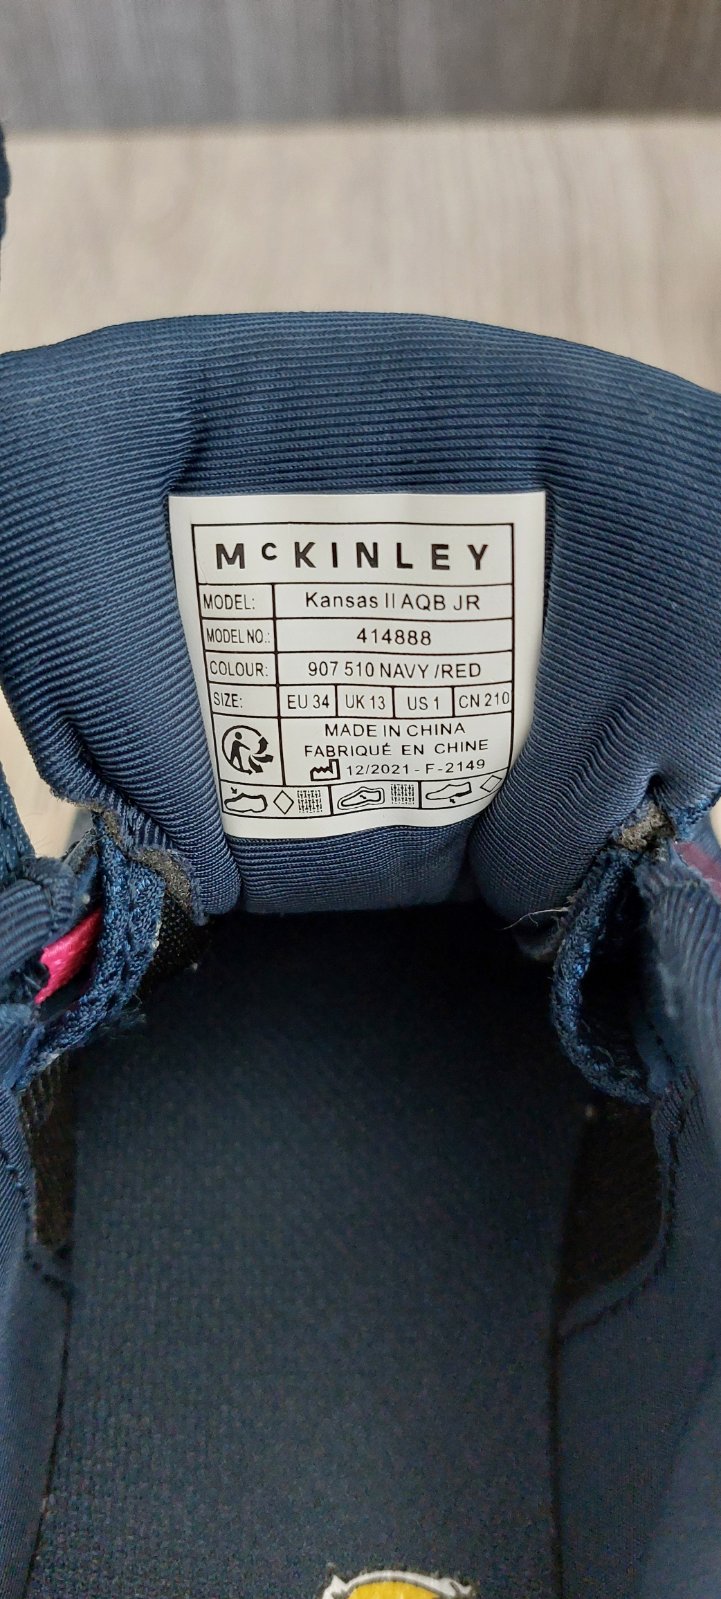 McKINLEY
MODEL: Kansas II AQB JR
MODEL NO.: 414888
COLOUR: 907 510 NAVY /RED
SIZE: EU 34 UK 13 US 1 CN 210
MADE IN CHINA
FABRIQUÉ EN CHINE
12/2021 - F-2149